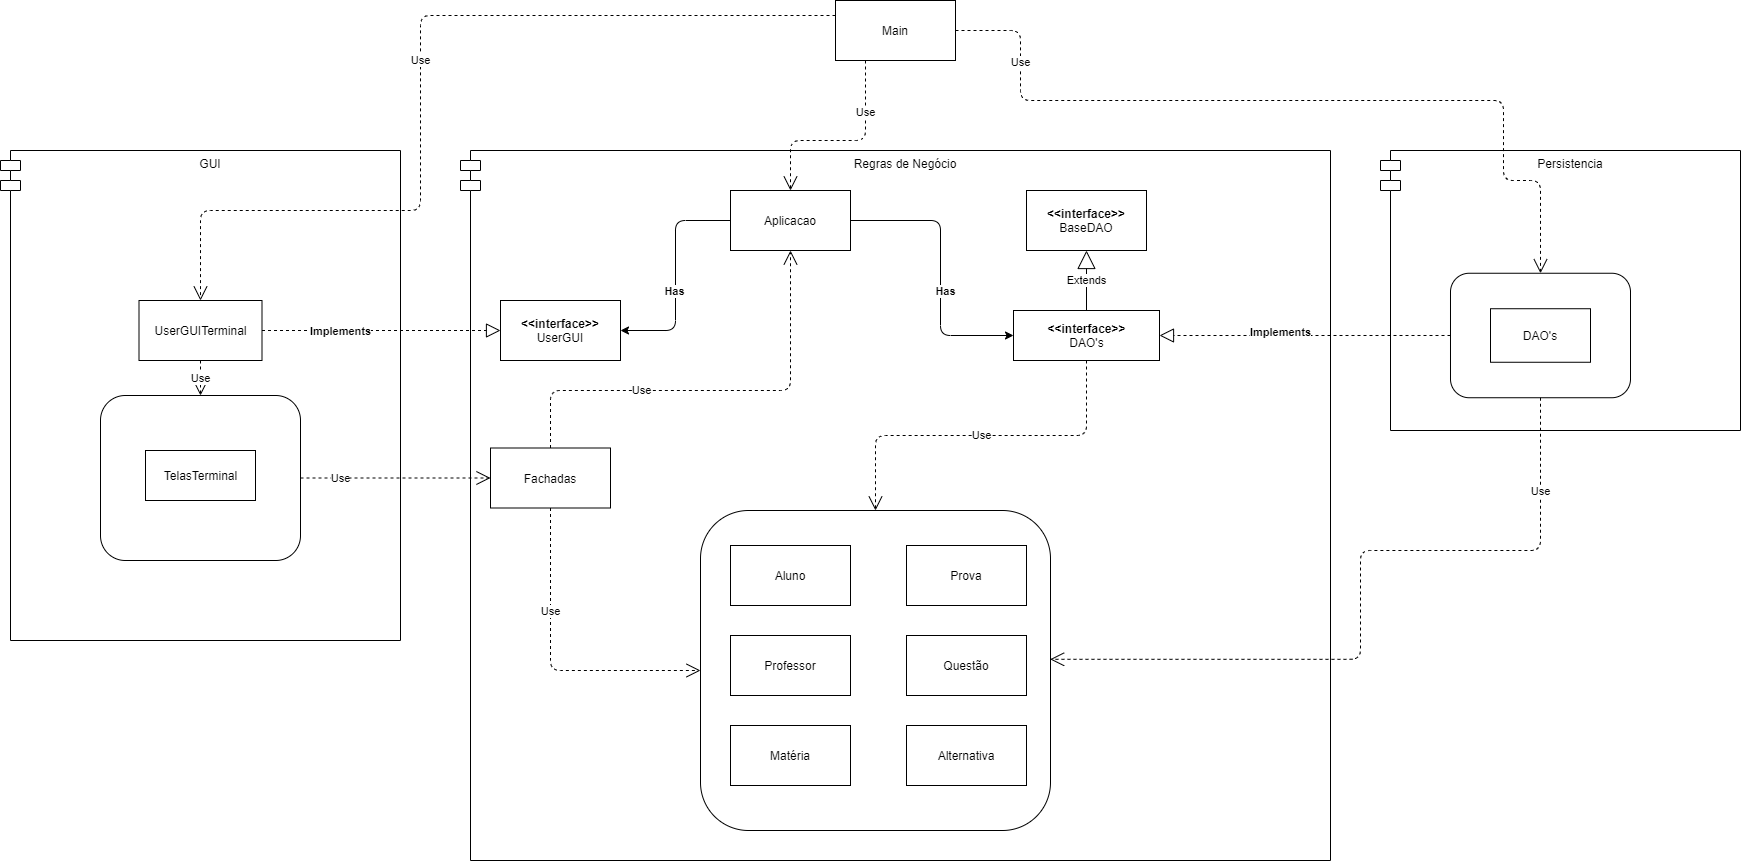 Main
Use
Use
Use
GUI
Regras de Negócio
Persistencia
Aplicacao
<<interface>>
BaseDAO
Extends
Has
Has
UserGUITerminal
Implements
<<interface>>
UserGUI
<<interface>>
DAO's
Implements
DAO's
Use
Use
Use
TelasTerminal
Use
Fachadas
Use
Use
Aluno
Prova
Professor
Questão
Matéria
Alternativa